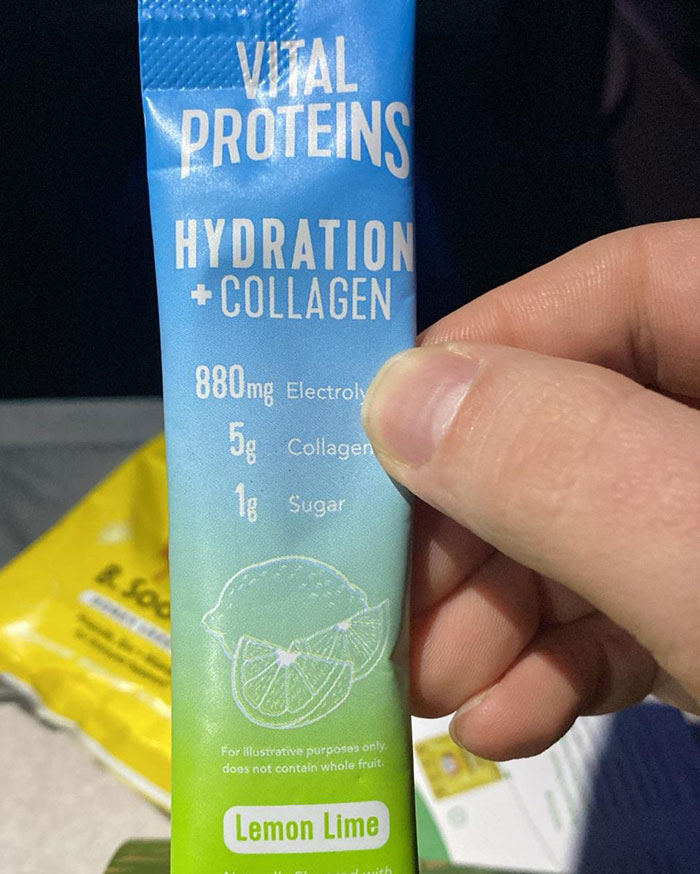 VITAL
PROTEINS
HYDRATION
+ COLLAGEN
880mg Electroly
5g Collagen
1g Sugar
For illustrative purposes only,
does not contain whole fruit.
Lemon Lime
B. Soo